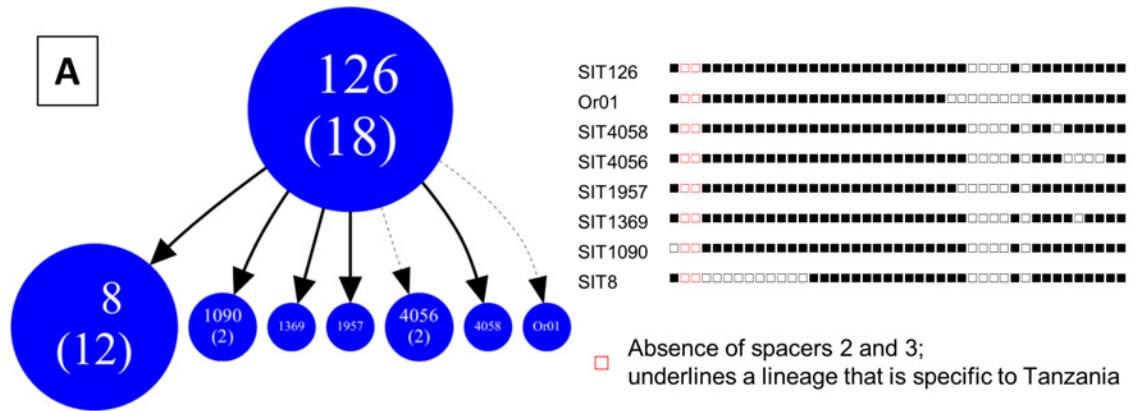 A
126
(18)
8
(12)
1090
(2)
1369
1957
4056
(2)
4058
Or01
SIT126
Or01
SIT4058
SIT4056
SIT1957
SIT1369
SIT1090
SIT8
Absence of spacers 2 and 3;
underlines a lineage that is specific to Tanzania